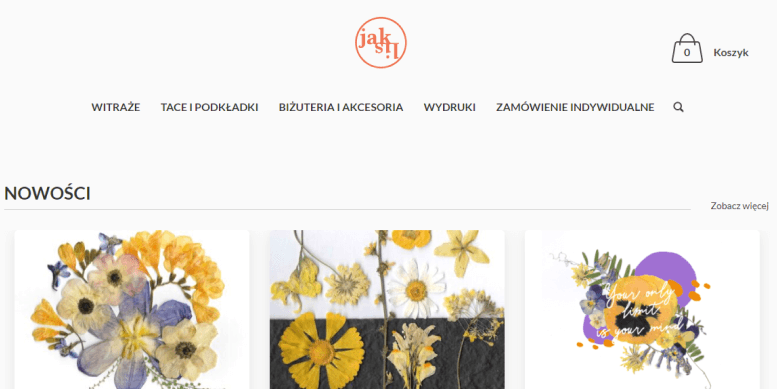 jak
lis
0
Koszyk
WITRAŻE TACE I PODKŁADKI BIŻUTERIA I AKCESORIA WYDRUKI ZAMÓWIENIE INDYWIDUALNE
NOWOŚCI
Zobacz więcej
Your only
limit
is your mind